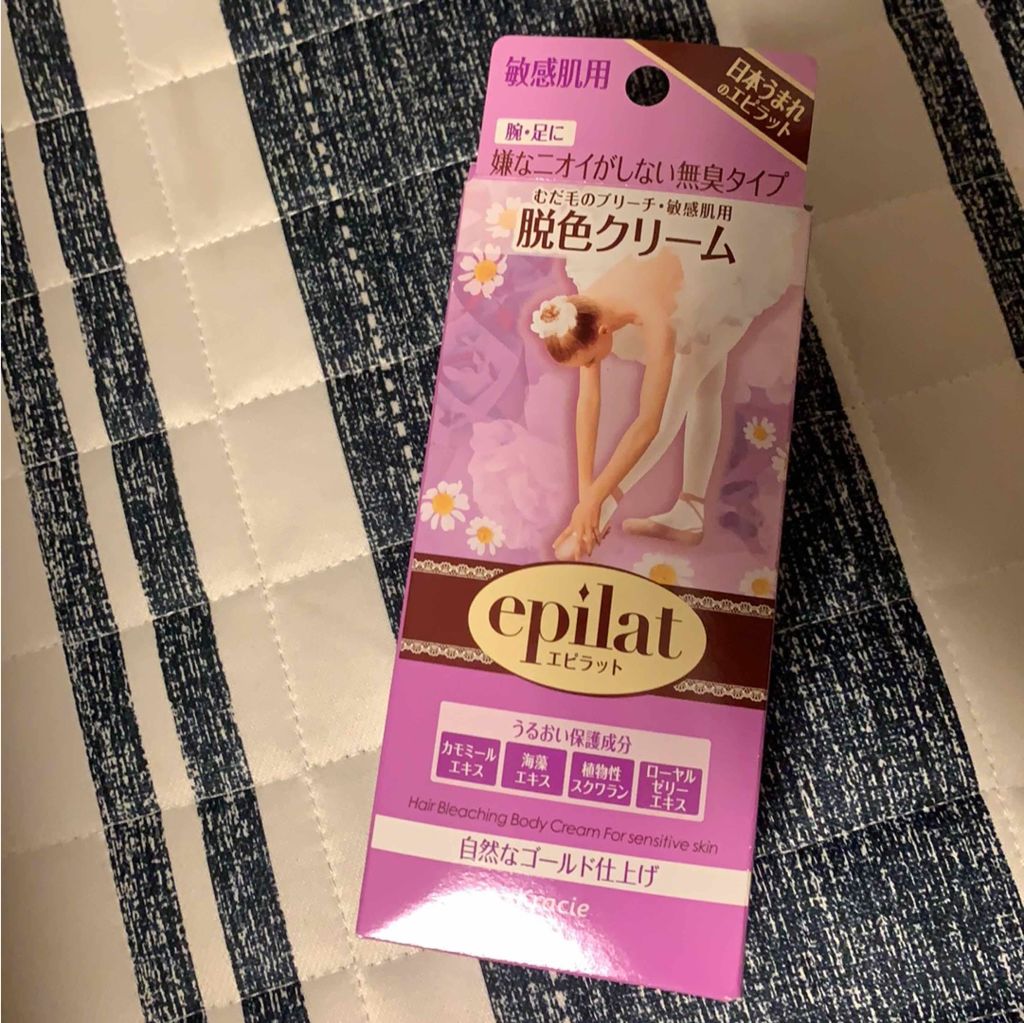 敏感肌用
日本うまれ
のエピラット
腕・足に
嫌なニオイがしない無臭タイプ
むだ毛のブリーチ・敏感肌用
脱色クリーム
epilat
エピラット
うるおい保護成分
カモミール
エキス
海藻
エキス
植物性
スクワラン
ローヤル
ゼリー
エキス
Hair Bleaching Body Cream For sensitive skin
自然なゴールド仕上げ